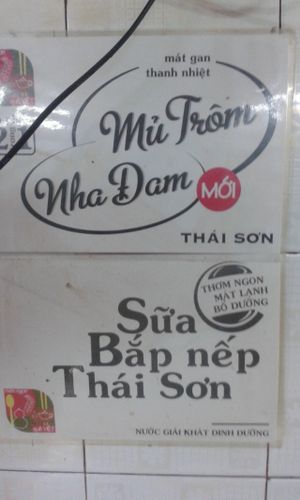 mát gan
thanh nhiệt
Mủ Trôm
Nha Đam
MỚI
THÁI SƠN
THƠM NGON
MÁT LẠNH
BỔ DƯỠNG
Sữa
Bắp nếp
Thái Sơn
NƯỚC GIẢI KHÁT DINH DƯỠNG